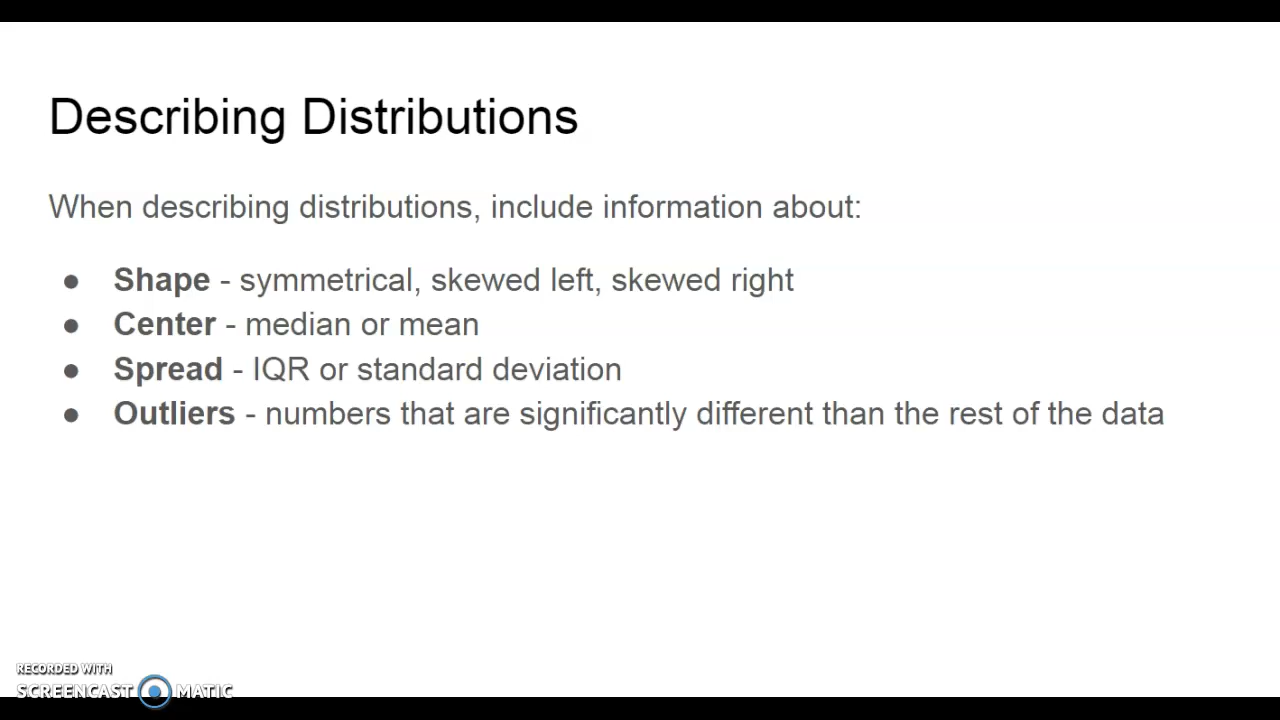 Describing Distributions
When describing distributions, include information about:
● Shape - symmetrical, skewed left, skewed right
● Center - median or mean
● Spread - IQR or standard deviation
● Outliers - numbers that are significantly different than the rest of the data
RECORDED WITH
SCREENCAST MATIC